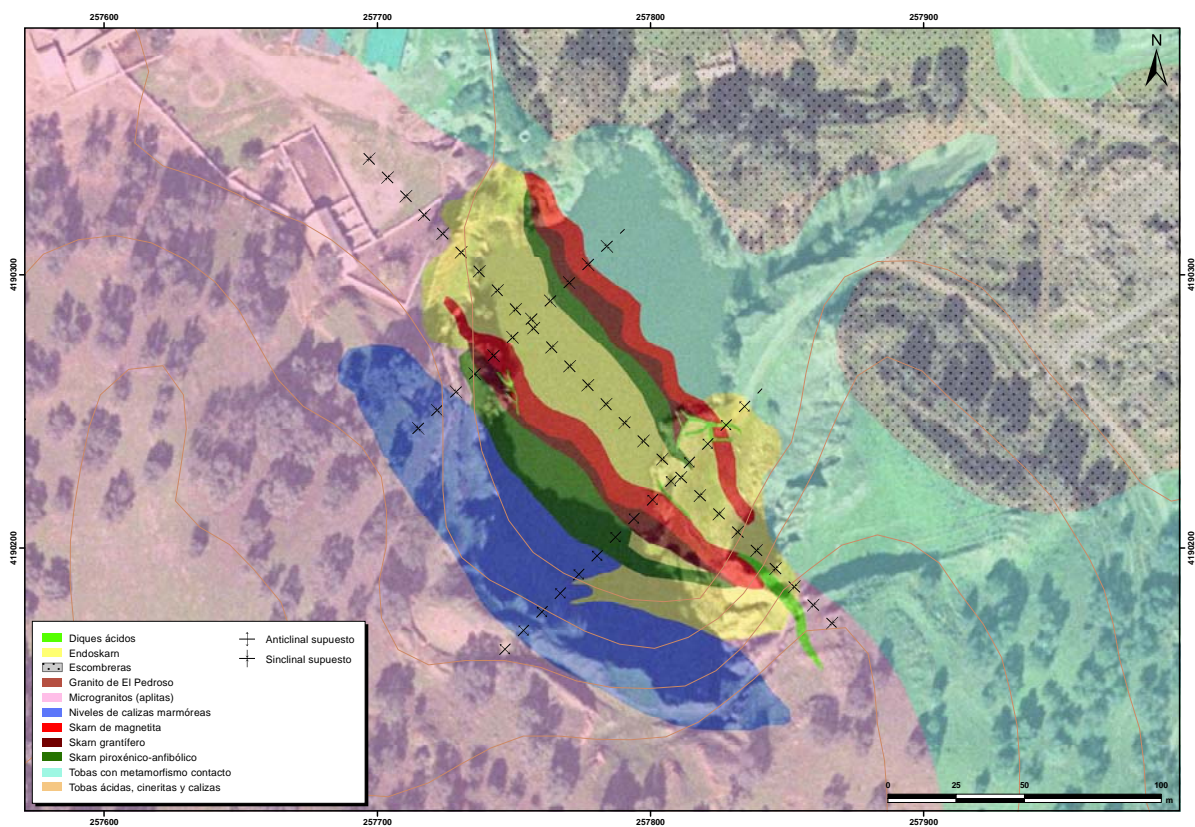 257600 257700 257800 257900
N
4190300 4190300
4190200 4190200
Diques ácidos
Endoskarn
Escombreras
Granito de El Pedroso
Microgranitos (aplitas)
Niveles de calizas marmóreas
Skarn de magnetita
Skarn grantífero
Skarn piroxénico-anfibólico
Tobas con metamorfismo contacto
Tobas ácidas, cineritas y calizas
Anticlinal supuesto
Sinclinal supuesto
0 25 50 100
m
257600 257700 257800 257900